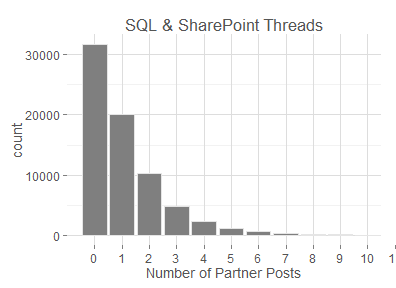 SQL & SharePoint Threads
30000
20000
10000
0
count
0 1 2 3 4 5 6 7 8 9 10 1
Number of Partner Posts